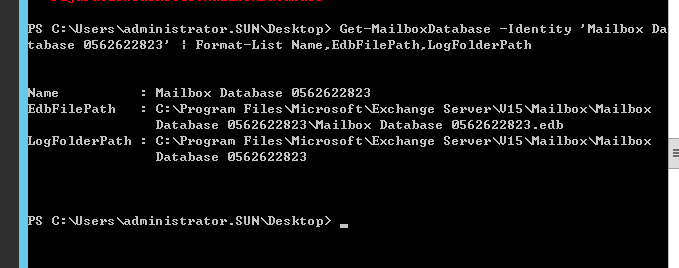 PS C:\Users\administrator.SUN\Desktop> Get-MailboxDatabase -Identity 'Mailbox Da
tabase 0562622823' | Format-List Name,EdbFilePath,LogFolderPath
Name : Mailbox Database 0562622823
EdbFilePath : C:\Program Files\Microsoft\Exchange Server\V15\Mailbox\Mailbox
Database 0562622823\Mailbox Database 0562622823.edb
LogFolderPath : C:\Program Files\Microsoft\Exchange Server\V15\Mailbox\Mailbox
Database 0562622823
PS C:\Users\administrator.SUN\Desktop> _